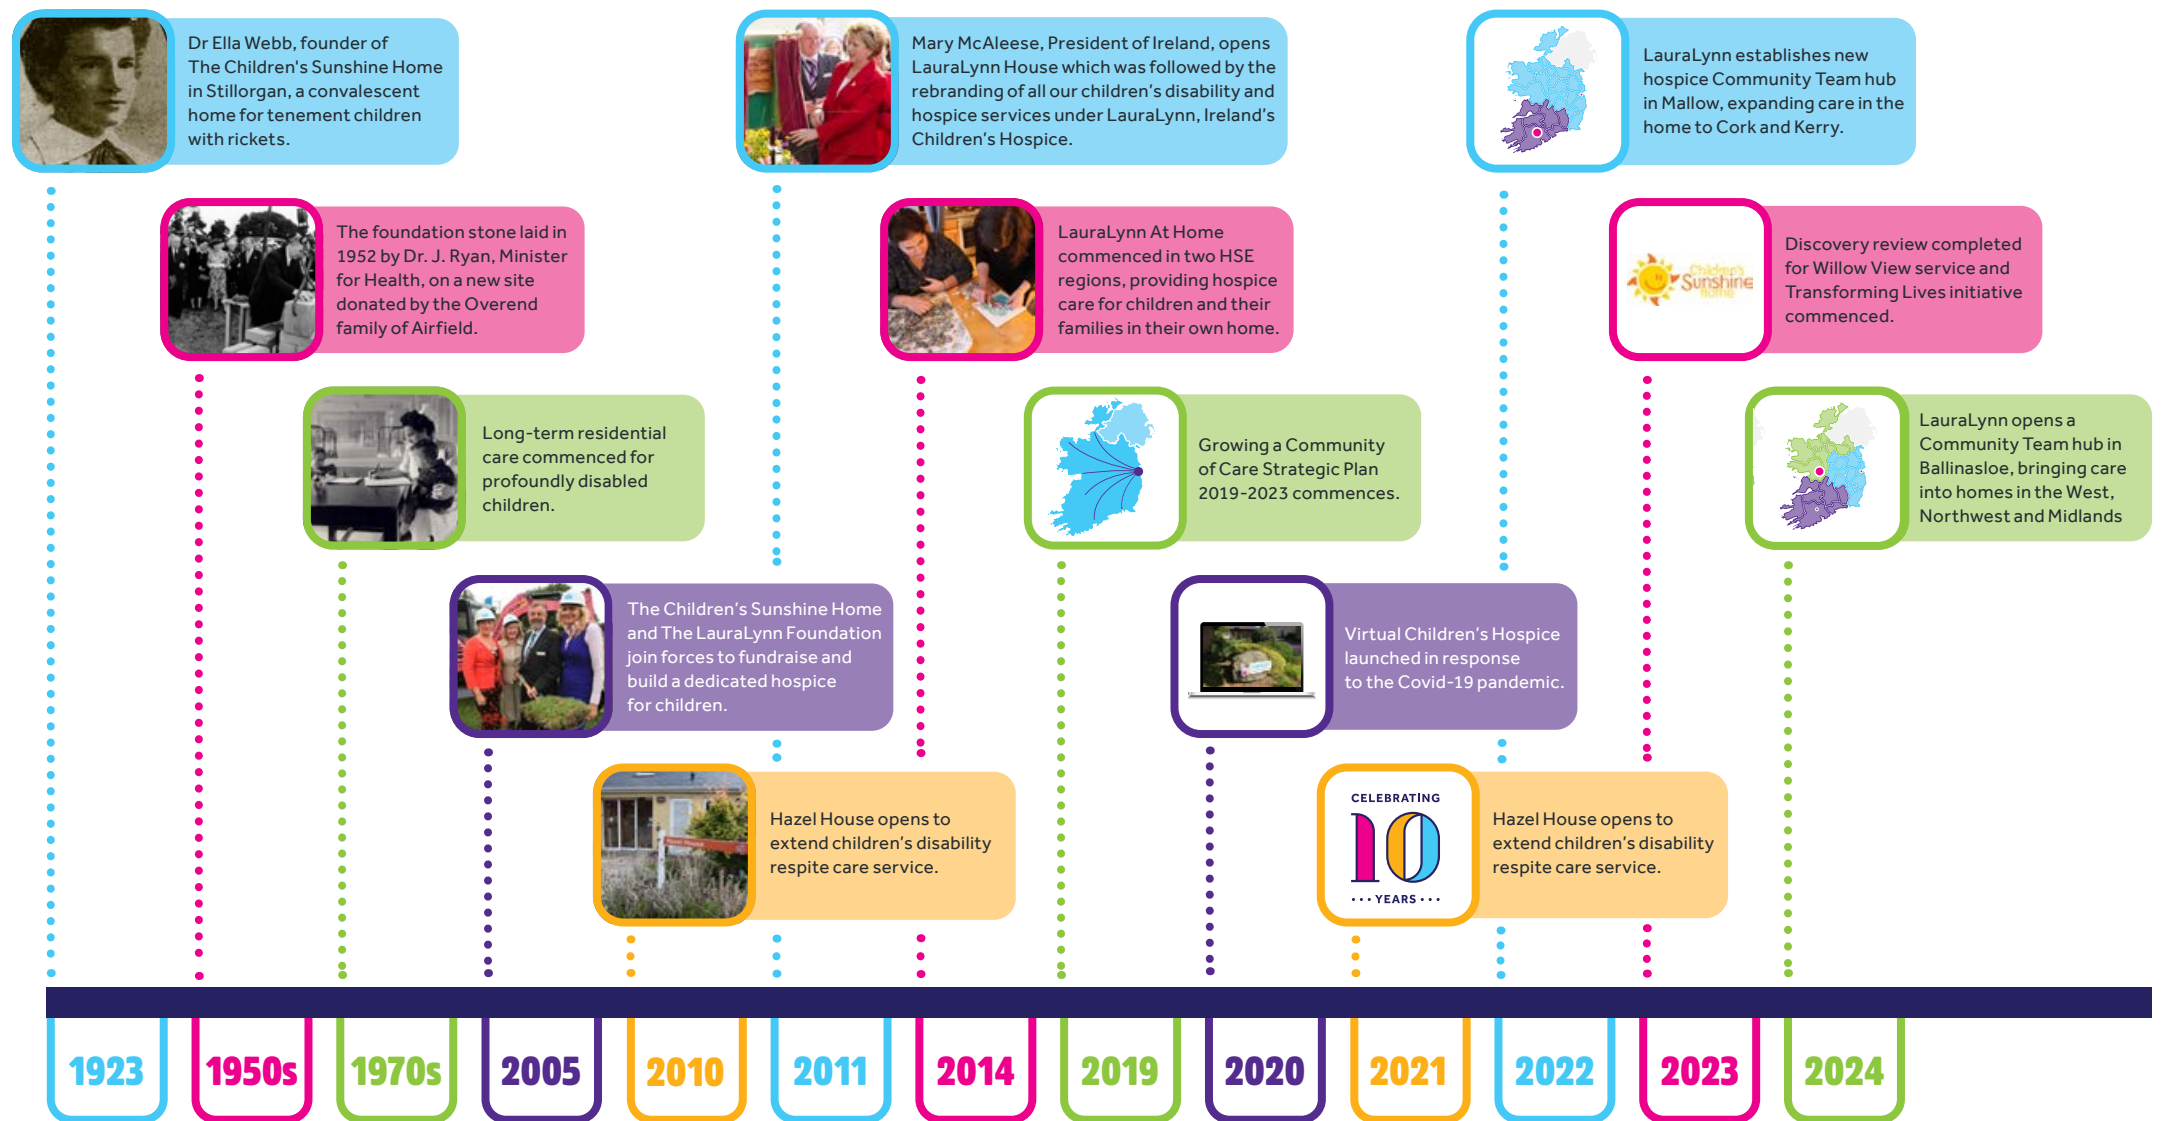 Dr Ella Webb, founder of
The Children's Sunshine Home
in Stillorgan, a convalescent
home for tenement children
with rickets.
Mary McAleese, President of Ireland, opens
LauraLynn House which was followed by the
rebranding of all our children's disability and
hospice services under LauraLynn, Ireland's
Children's Hospice.
LauraLynn establishes new
hospice Community Team hub
in Mallow, expanding care in the
home to Cork and Kerry.
The foundation stone laid in
1952 by Dr. J. Ryan, Minister
for Health, on a new site
donated by the Overend
family of Airfield.
LauraLynn At Home
commenced in two HSE
regions, providing hospice
care for children and their
families in their own home.
Children's
Sunshine
Home
Discovery review completed
for Willow View service and
Transforming Lives initiative
commenced.
Long-term residential
care commenced for
profoundly disabled
children.
Growing a Community
of Care Strategic Plan
2019-2023 commences.
LauraLynn opens a
Community Team hub in
Ballinasloe, bringing care
into homes in the West,
Northwest and Midlands
The Children's Sunshine Home
and The LauraLynn Foundation
join forces to fundraise and
build a dedicated hospice
for children.
Virtual Children's Hospice
launched in response
to the Covid-19 pandemic.
Hazel House
Hazel House opens to
extend children's disability
respite care service.
CELEBRATING
10
YEARS
Hazel House opens to
extend children's disability
respite care service.
1923
1950s
1970s
2005
2010
2011
2014
2019
2020
2021
2022
2023
2024